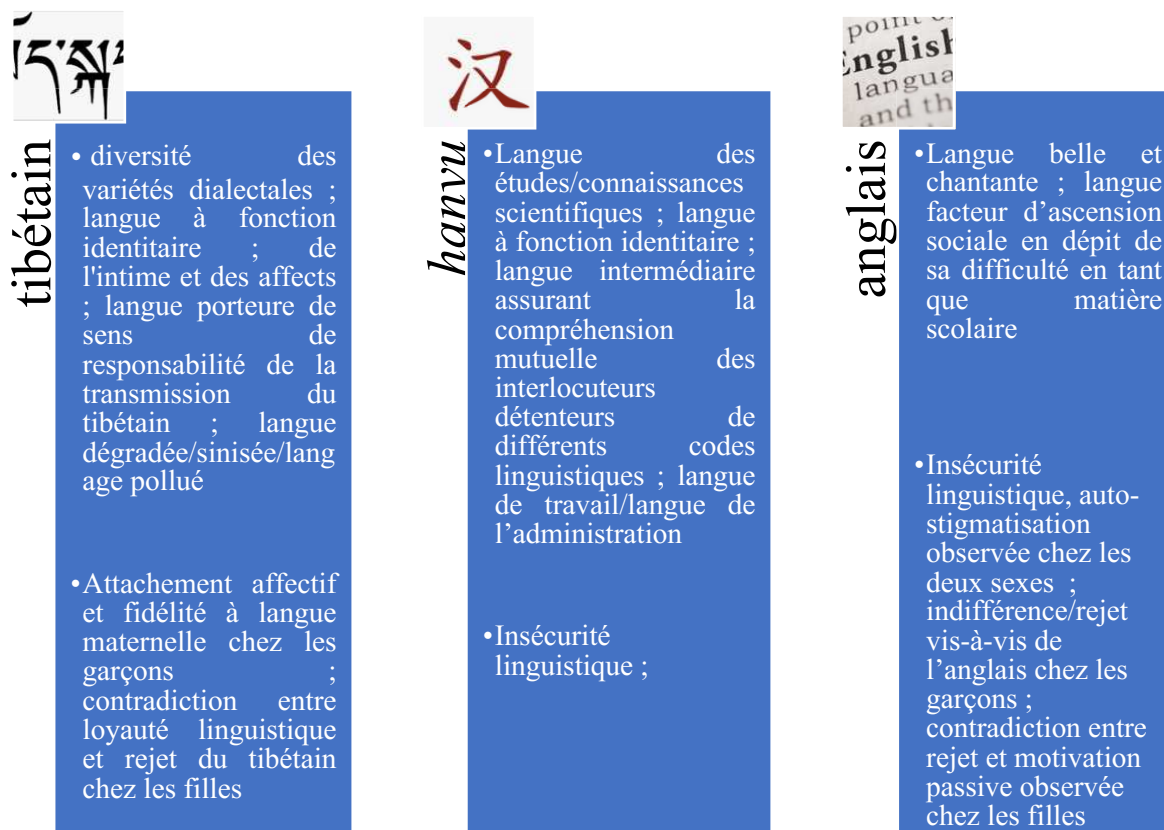 tibétain
• diversité des
variétés dialectales ;
langue à fonction
identitaire ; de
l'intime et des affects
; langue porteure de
sens de
responsabilité de la
transmission du
tibétain ; langue
dégradée/sinisée/lang
age pollué
•Attachement affectif
et fidélité à langue
maternelle chez les
garçons ;
contradiction entre
loyauté linguistique
et rejet du tibétain
chez les filles
汉
hanvu
•Langue des
études/connaissances
scientifiques ; langue
à fonction identitaire ;
langue intermédiaire
assurant la
compréhension
mutuelle des
interlocuteurs
détenteurs de
différents codes
linguistiques ; langue
de travail/langue de
l’administration
•Insécurité
linguistique ;
point
English
langua
and th
anglais
•Langue belle et
chantante ; langue
facteur d’ascension
sociale en dépit de
sa difficulté en tant
que matière
scolaire
•Insécurité
linguistique, auto-
stigmatisation
observée chez les
deux sexes ;
indifférence/rejet
vis-à-vis de
l’anglais chez les
garçons ;
contradiction entre
rejet et motivation
passive observée
chez les filles